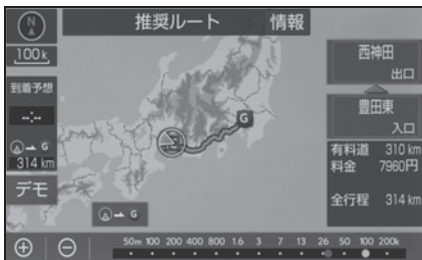 N
推奨ルート 情報
100k
西神田
出口
到着予想
--:--
豊田東
入口
G
314 km
有料道 310 km
料金 7960円
デモ
全行程 314 km
G
50m 100 200 400 800 1.6 3 7 13 26 50 100 200k